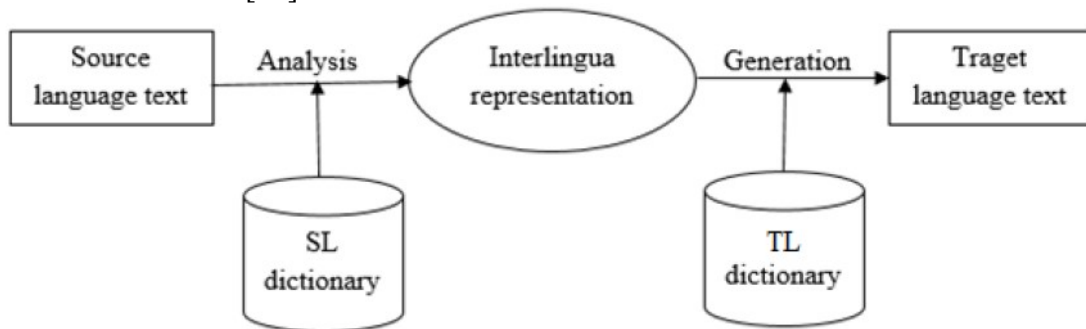 Source
language text
Analysis
Interlingua
representation
Generation
Traget
language text
SL
dictionary
TL
dictionary